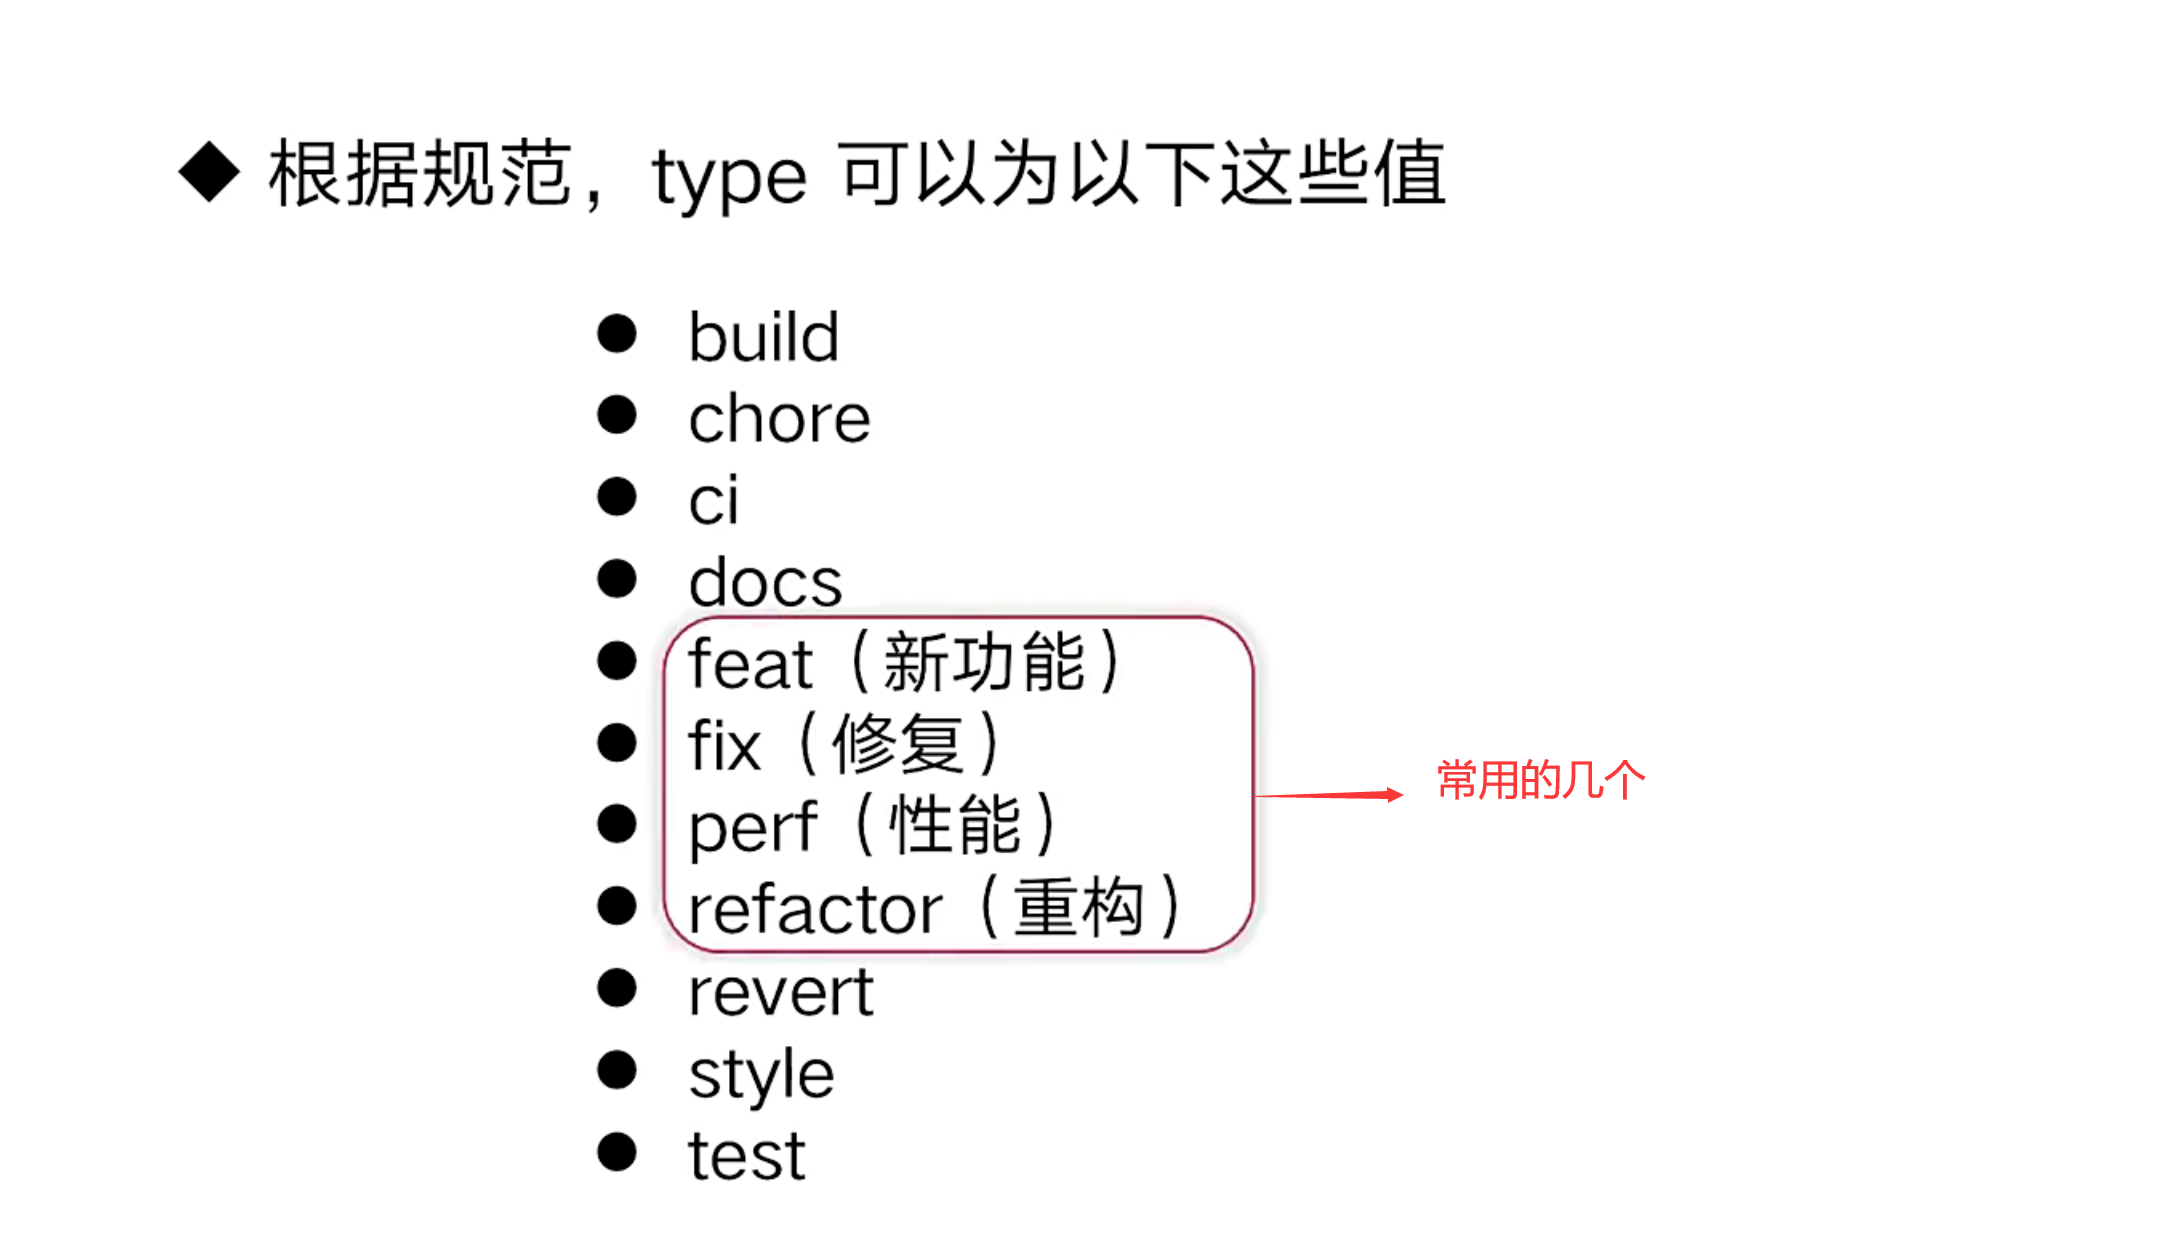 ◆ 根据规范，type 可以为以下这些值
● build
● chore
● ci
● docs
● feat（新功能）
● fix（修复）
● perf（性能）
● refactor（重构）
常用的几个
● revert
● style
● test